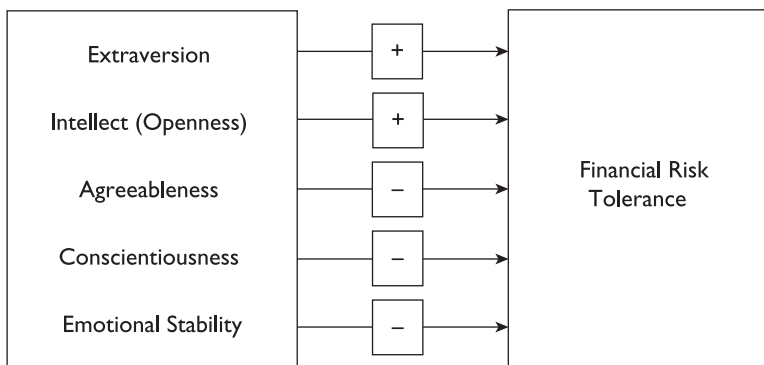 Extraversion
+
Intellect (Openness)
+
Agreeableness
–
Conscientiousness
–
Emotional Stability
–
Financial Risk
Tolerance